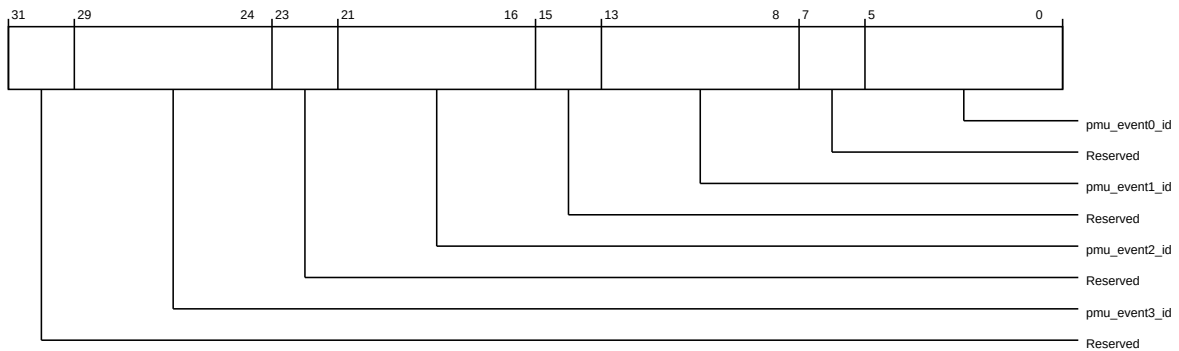 31 29 24 23 21 16 15 13 8 7 5 0
pmu_event0_id
Reserved
pmu_event1_id
Reserved
pmu_event2_id
Reserved
pmu_event3_id
Reserved